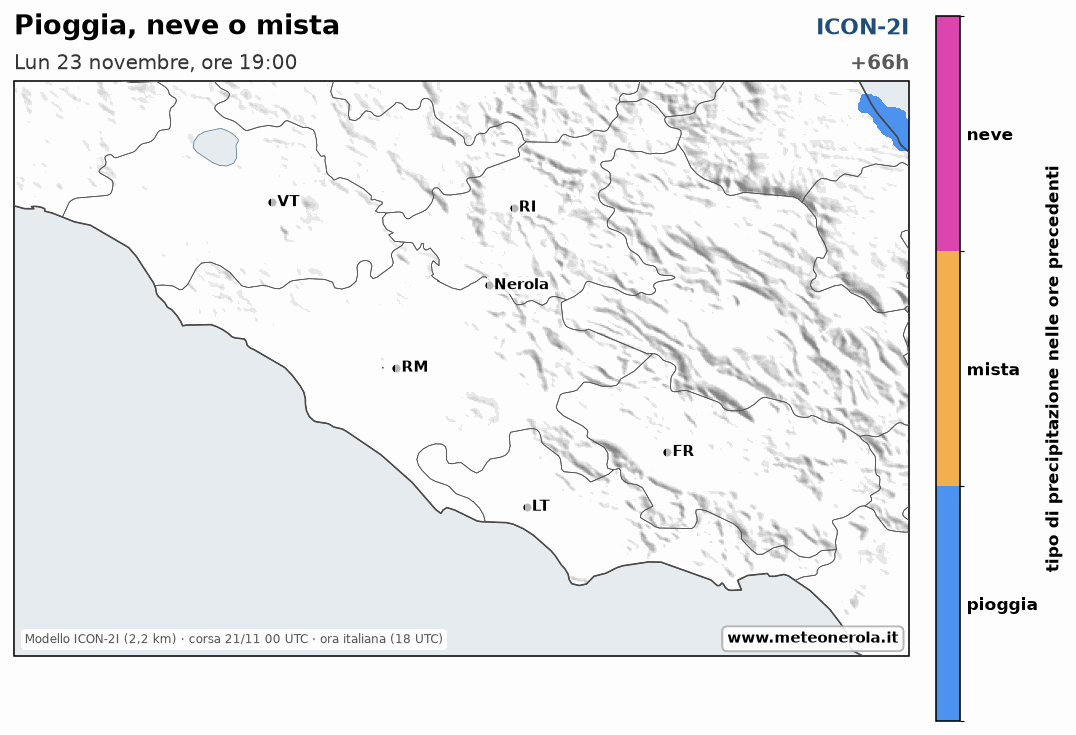 Pioggia, neve o mista
ICON-2I
Lun 23 novembre, ore 19:00
+66h
neve
VT
RI
Nerola
mista
RM
FR
LT
pioggia
tipo di precipitazione nelle ore precedenti
Modello ICON-2I (2,2 km) · corsa 21/11 00 UTC · ora italiana (18 UTC)
www.meteonerola.it